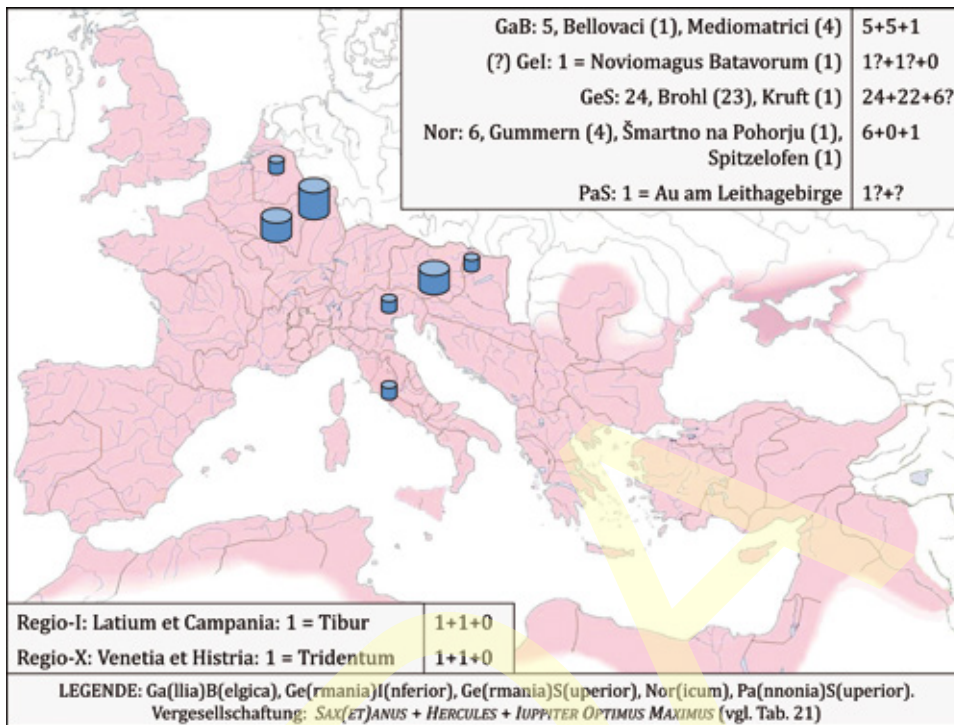 GaB: 5, Bellovaci (1), Mediomatrici (4) 5+5+1
(?) GeI: 1 = Noviomagus Batavorum (1) 1?+1?+0
GeS: 24, Brohl (23), Kruft (1) 24+22+6?
Nor: 6, Gummern (4), Šmartno na Pohorju (1), 6+0+1
Spitzelofen (1)
PaS: 1 = Au am Leithagebirge 1?+?
Regio-I: Latium et Campania: 1 = Tibur 1+1+0
Regio-X: Venetia et Histria: 1 = Tridentum 1+1+0
LEGENDE: Ga(llia)B(elgica), Ge(rmania)I(nferior), Ge(rmania)S(uperior), Nor(icum), Pa(nnonia)S(uperior).
Vergesellschaftung: SAX(ET)ANUS + HERCULES + IUPPITER OPTIMUS MAXIMUS (vgl. Tab. 21)